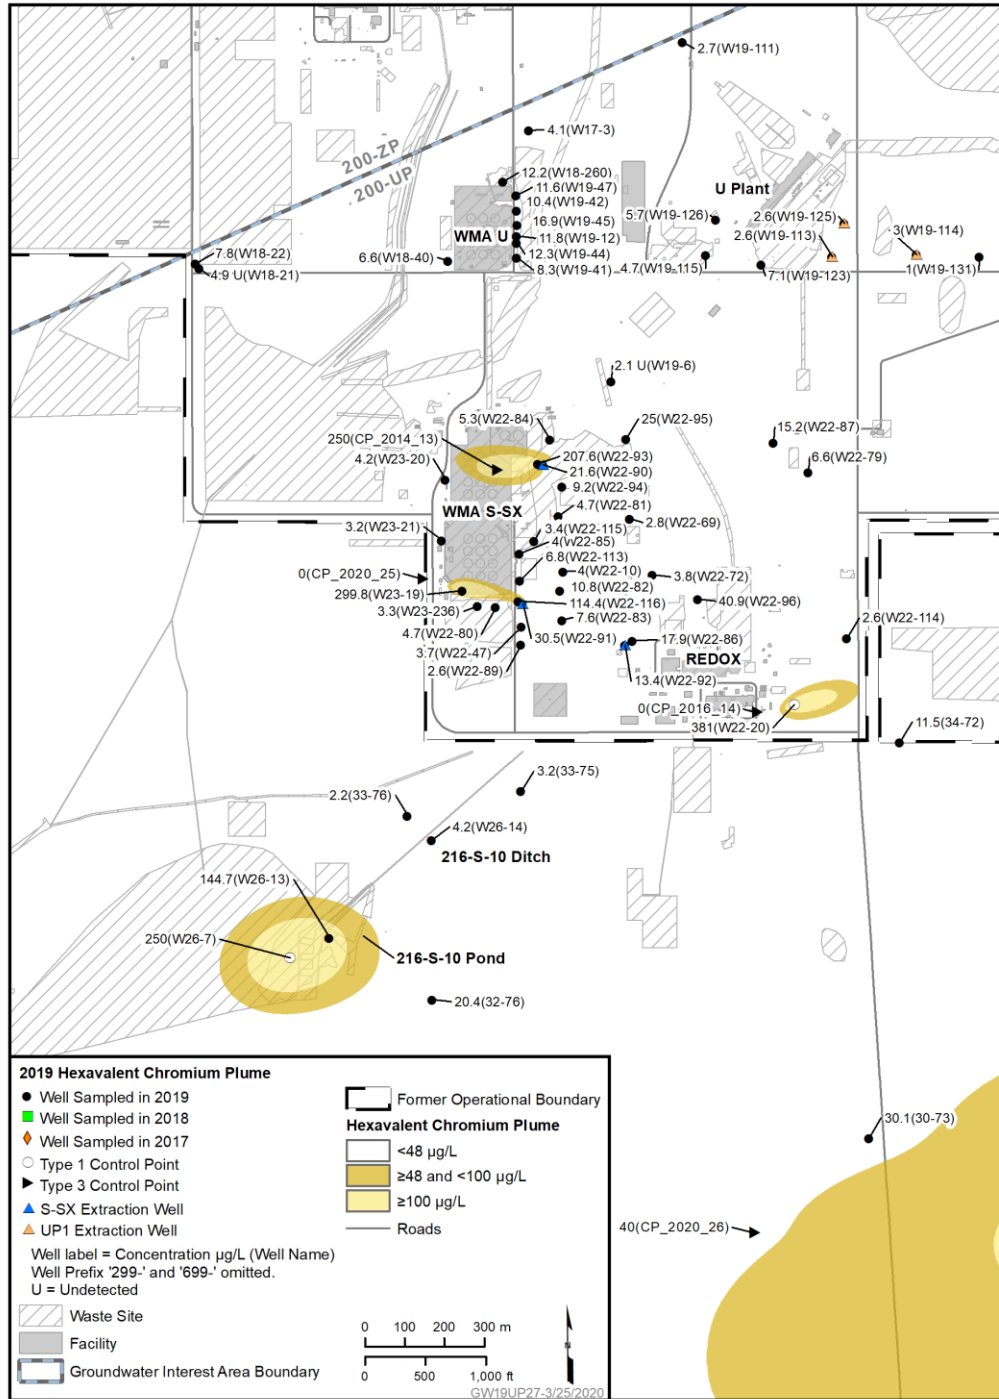 2.7(W19-111)
4.1(W17-3)
200-ZP
200-UP
12.2(W18-260)
11.6(W19-47)
10.4(W19-42)
U Plant
16.9(W19-45)
5.7(W19-126)
2.6(W19-125)
WMA U
11.8(W19-12)
2.6(W19-113)
3(W19-114)
12.3(W19-44)
7.8(W18-22)
6.6(W18-40)
8.3(W19-41)
4.7(W19-115)
4.9 U(W18-21)
7.1(W19-123)
1(W19-131)
2.1 U(W19-6)
5.3(W22-84)
25(W22-95)
250(CP_2014_13)
15.2(W22-87)
207.6(W22-93)
4.2(W23-20)
21.6(W22-90)
6.6(W22-79)
9.2(W22-94)
WMA S-SX
4.7(W22-81)
3.2(W23-21)
3.4(W22-115)
2.8(W22-69)
4(W22-85)
6.8(W22-113)
0(CP_2020_25)
4(W22-10)
3.8(W22-72)
299.8(W23-19)
10.8(W22-82)
3.3(W23-236)
114.4(W22-116)
40.9(W22-96)
4.7(W22-80)
7.6(W22-83)
2.6(W22-114)
3.7(W22-47)
30.5(W22-91)
17.9(W22-86)
2.6(W22-89)
REDOX
13.4(W22-92)
0(CP_2016_14)
381(W22-20)
11.5(34-72)
3.2(33-75)
2.2(33-76)
4.2(W26-14)
216-S-10 Ditch
144.7(W26-13)
250(W26-7)
216-S-10 Pond
20.4(32-76)
30.1(30-73)
40(CP_2020_26)
2019 Hexavalent Chromium Plume
Well Sampled in 2019
Well Sampled in 2018
Well Sampled in 2017
Type 1 Control Point
Type 3 Control Point
S-SX Extraction Well
UP1 Extraction Well
Well label = Concentration µg/L (Well Name)
Well Prefix '299-' and '699-' omitted.
U = Undetected
Waste Site
Facility
Groundwater Interest Area Boundary
Former Operational Boundary
Hexavalent Chromium Plume
<48 µg/L
≥48 and <100 µg/L
≥100 µg/L
Roads
0 100 200 300 m
0 500 1,000 ft
GW19UP27-3/25/2020